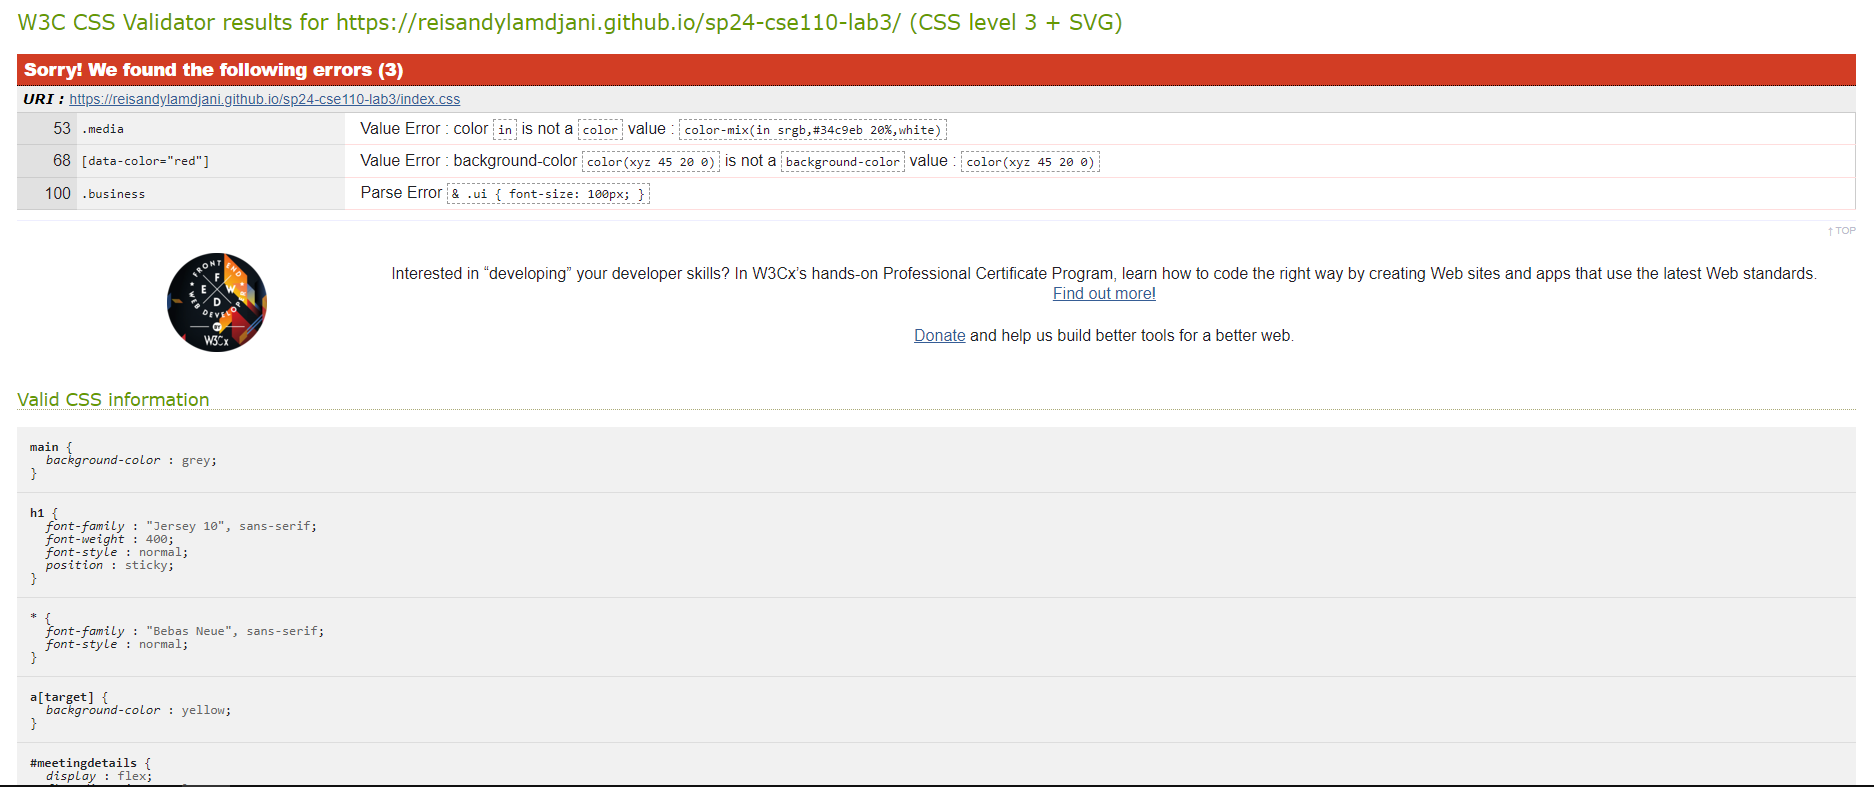 W3C CSS Validator results for https://reisandylamdjani.github.io/sp24-cse110-lab3/ (CSS level 3 + SVG)
Sorry! We found the following errors (3)
URI : https://reisandylamdjani.github.io/sp24-cse110-lab3/index.css
53 .media Value Error : color in is not a color value : color-mix(in srgb,#34c9eb 20%,white)
68 [data-color="red"] Value Error : background-color color(xyz 45 20 0) is not a background-color value : color(xyz 45 20 0)
100 .business Parse Error & .ui { font-size: 100px; }
↑ TOP
FRONT END
F
E W
D
WEB DEVELOPER
BY
W3Cx
Interested in “developing” your developer skills? In W3Cx’s hands-on Professional Certificate Program, learn how to code the right way by creating Web sites and apps that use the latest Web standards.
Find out more!
Donate and help us build better tools for a better web.
Valid CSS information
main {
background-color : grey;
}
h1 {
font-family : "Jersey 10", sans-serif;
font-weight : 400;
font-style : normal;
position : sticky;
}
* {
font-family : "Bebas Neue", sans-serif;
font-style : normal;
}
a[target] {
background-color : yellow;
}
#meetingdetails {
display : flex;